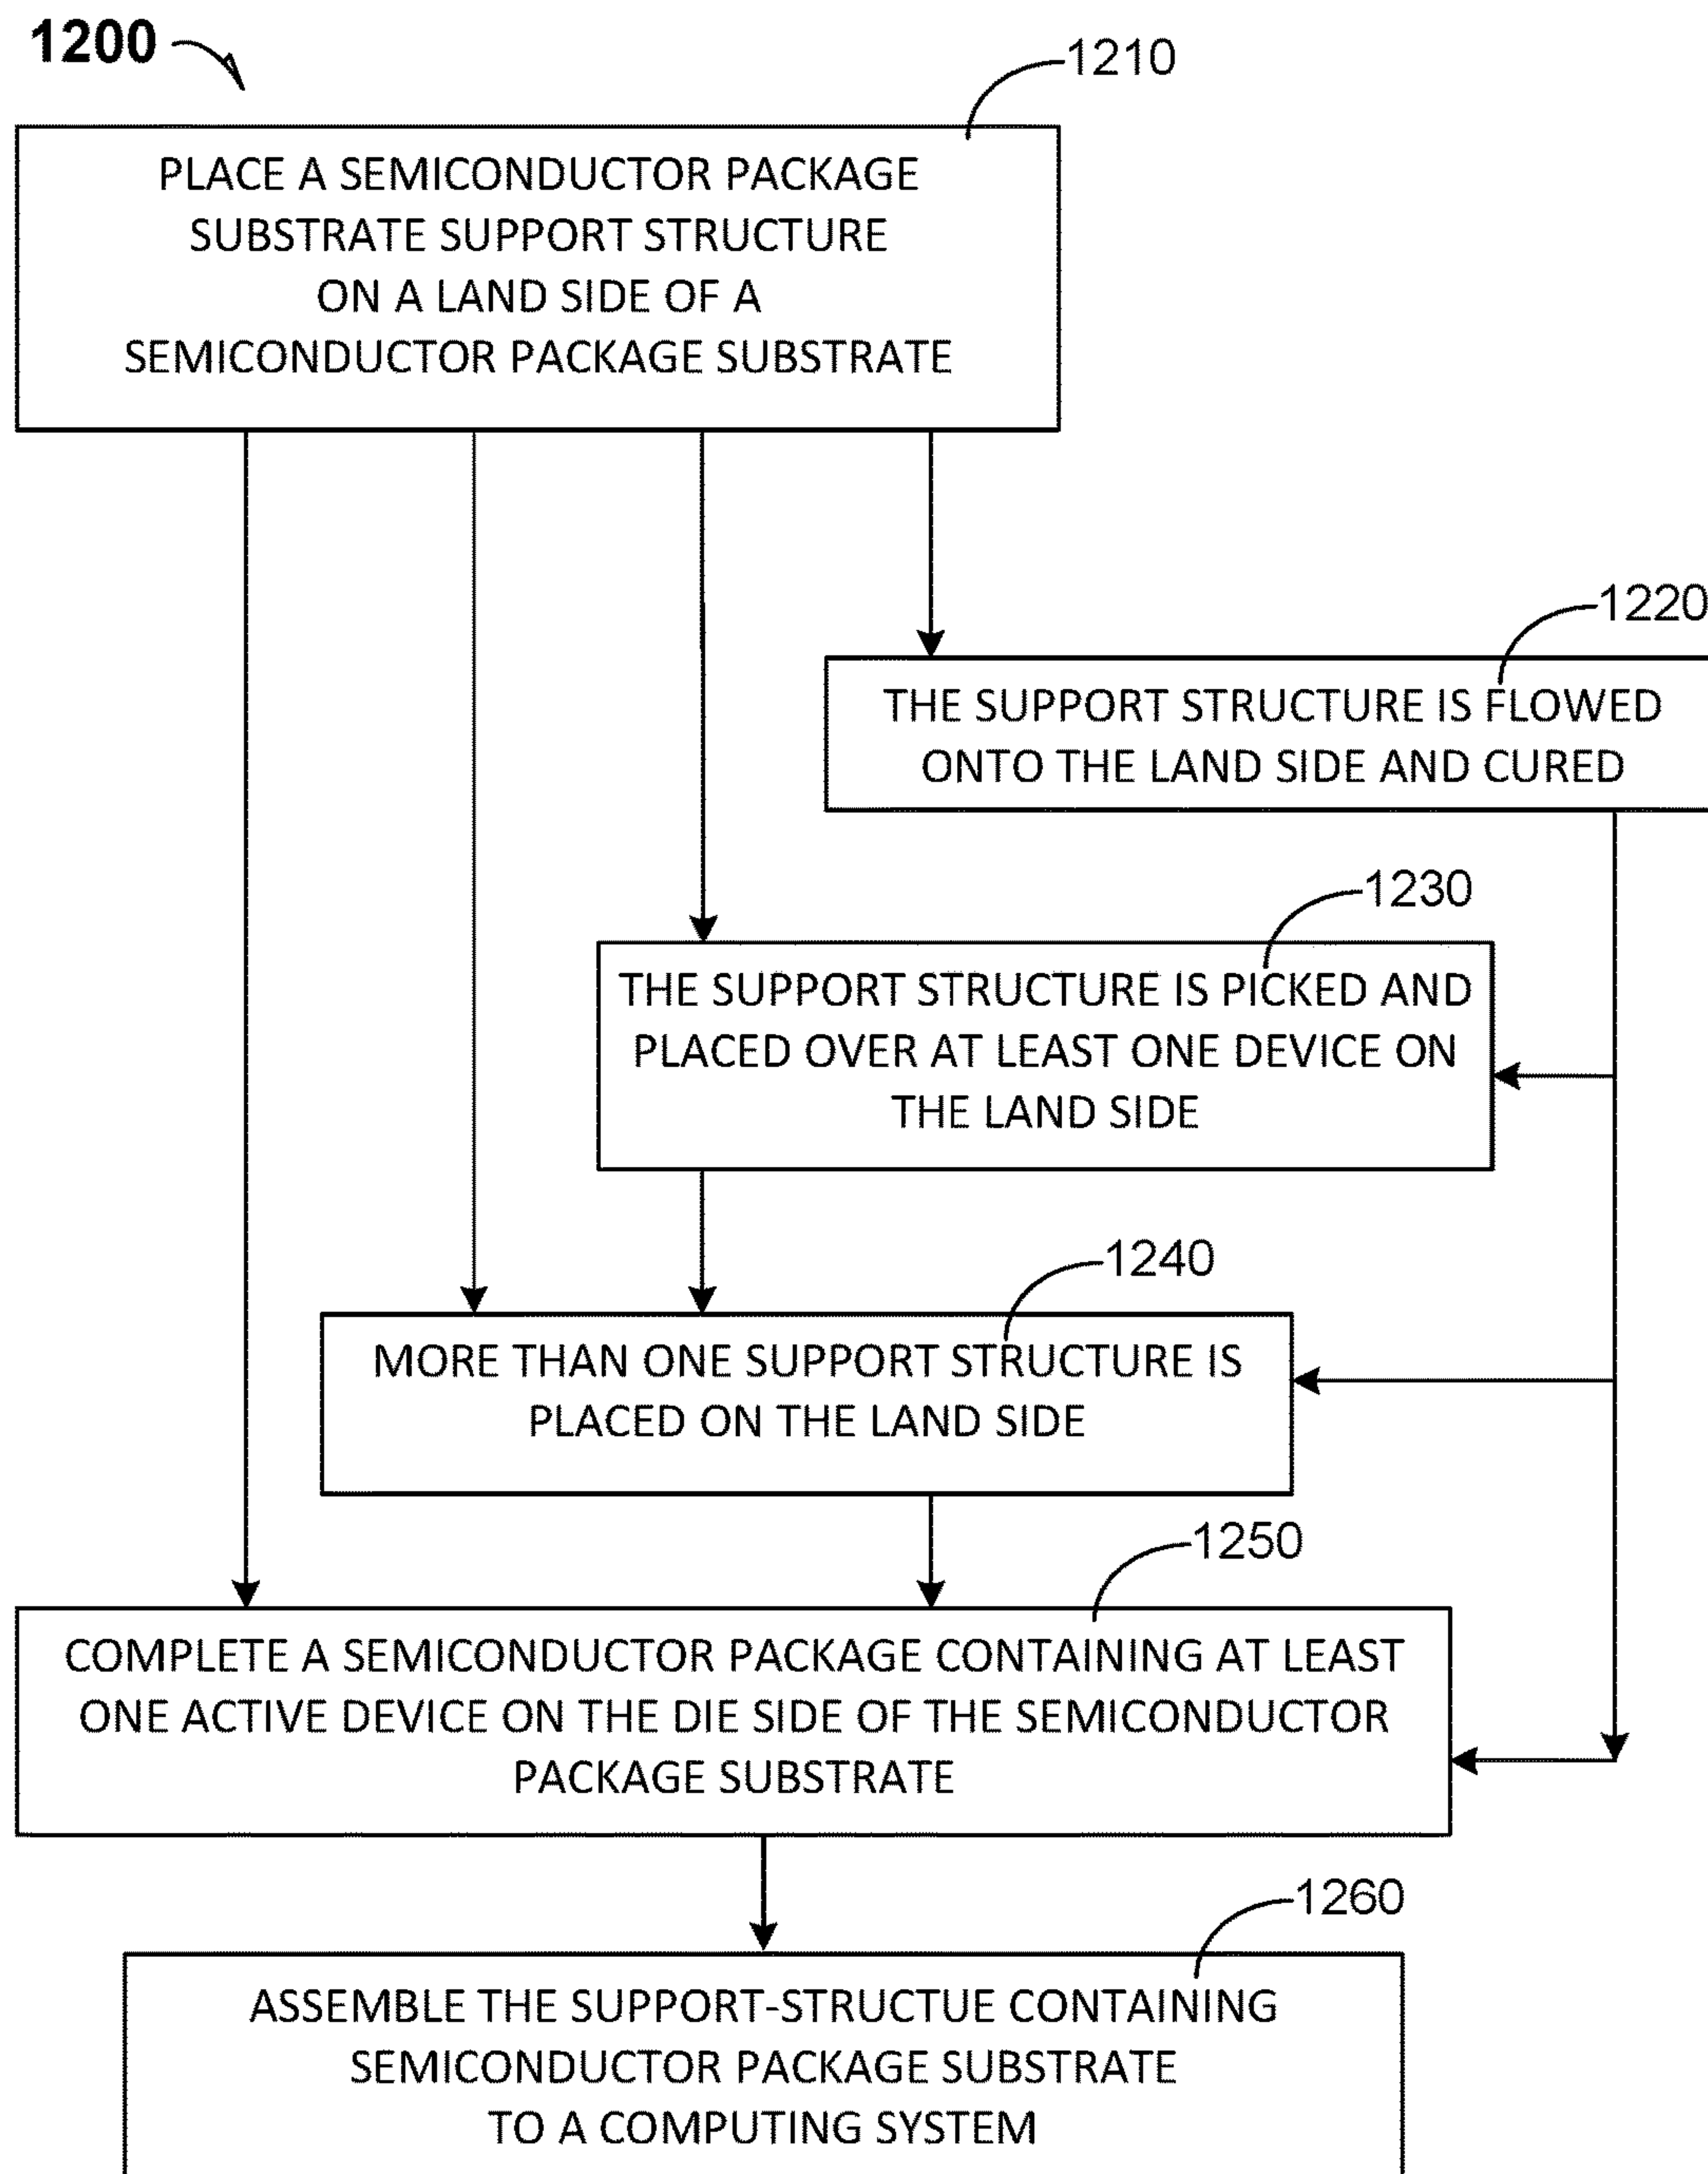 1200
1210
PLACE A SEMICONDUCTOR PACKAGE
SUBSTRATE SUPPORT STRUCTURE
ON A LAND SIDE OF A
SEMICONDUCTOR PACKAGE SUBSTRATE
1220
THE SUPPORT STRUCTURE IS FLOWED
ONTO THE LAND SIDE AND CURED
1230
THE SUPPORT STRUCTURE IS PICKED AND
PLACED OVER AT LEAST ONE DEVICE ON
THE LAND SIDE
1240
MORE THAN ONE SUPPORT STRUCTURE IS
PLACED ON THE LAND SIDE
1250
COMPLETE A SEMICONDUCTOR PACKAGE CONTAINING AT LEAST
ONE ACTIVE DEVICE ON THE DIE SIDE OF THE SEMICONDUCTOR
PACKAGE SUBSTRATE
1260
ASSEMBLE THE SUPPORT-STRUCTUE CONTAINING
SEMICONDUCTOR PACKAGE SUBSTRATE
TO A COMPUTING SYSTEM